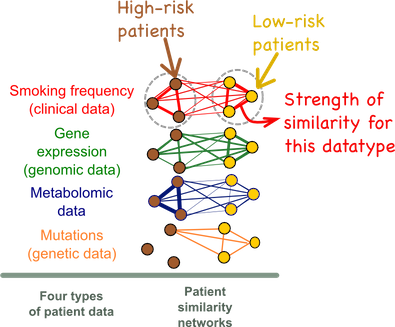 High-risk
patients
Low-risk
patients
Smoking frequency
(clinical data)
Strength of
similarity for
this datatype
Gene
expression
(genomic data)
Metabolomic
data
Mutations
(genetic data)
Four types
of patient data
Patient
similarity
networks